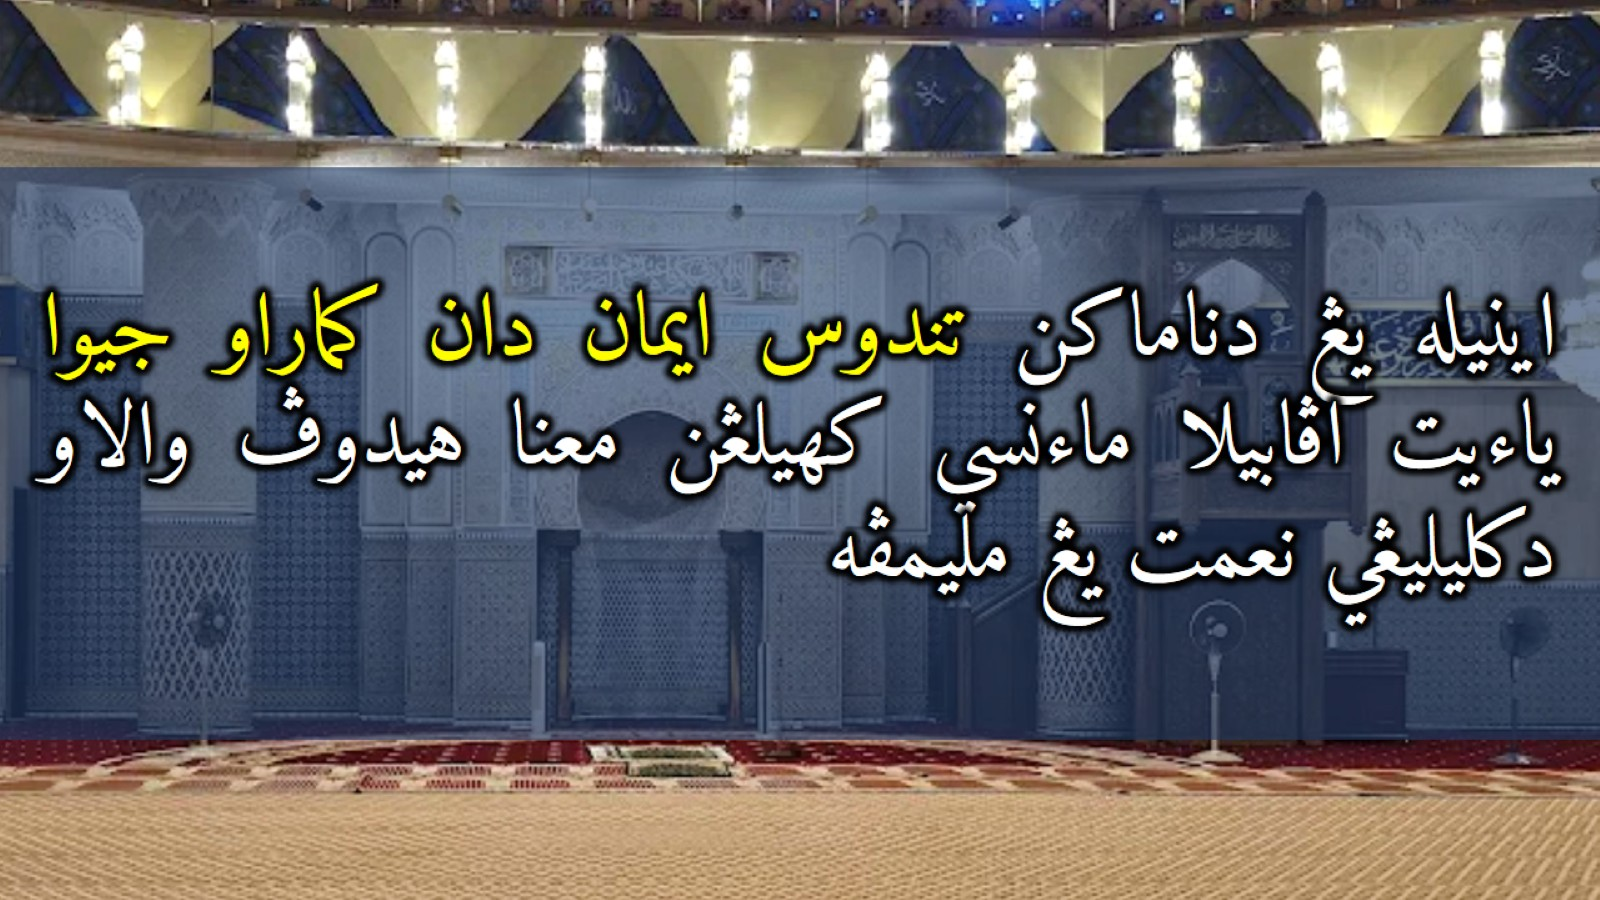 اينيله يڠ دناماكن تندوس ايمان دان كماراو جيوا
ياءيت اڤابيلا ماءنسي كهيلڠن معنا هيدوڤ والاو
دكليليڠي نعمت يڠ مليمڤه